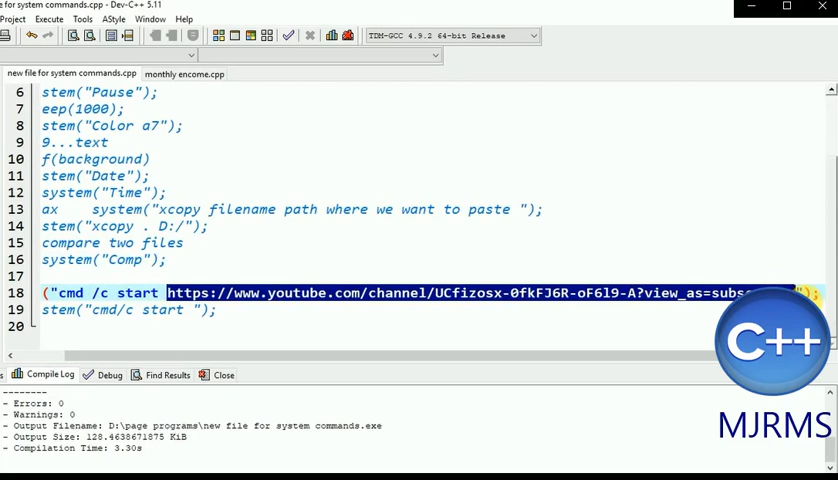 e for system commands.cpp - Dev-C++ 5.11
Project Execute Tools AStyle Window Help
TDM-GCC 4.9.2 64-bit Release
new file for system commands.cpp monthly encome.cpp
6 stem("Pause");
7 eep(1000);
8 stem("Color a7");
9 9...text
10 f(background)
11 stem("Date");
12 system("Time");
13 ax system("xcopy filename path where we want to paste ");
14 stem("xcopy . D:/");
15 compare two files
16 system("Comp");
17
18 ("cmd /c start https://www.youtube.com/channel/UCfizosx-0fkFJ6R-oF6l9-A?view_as=subs ");
19 stem("cmd/c start ");
20
Compile Log Debug Find Results Close
--------
- Errors: 0
- Warnings: 0
- Output Filename: D:\page programs\new file for system commands.exe
- Output Size: 128.4638671875 KiB
- Compilation Time: 3.30s
C++
MJRMS